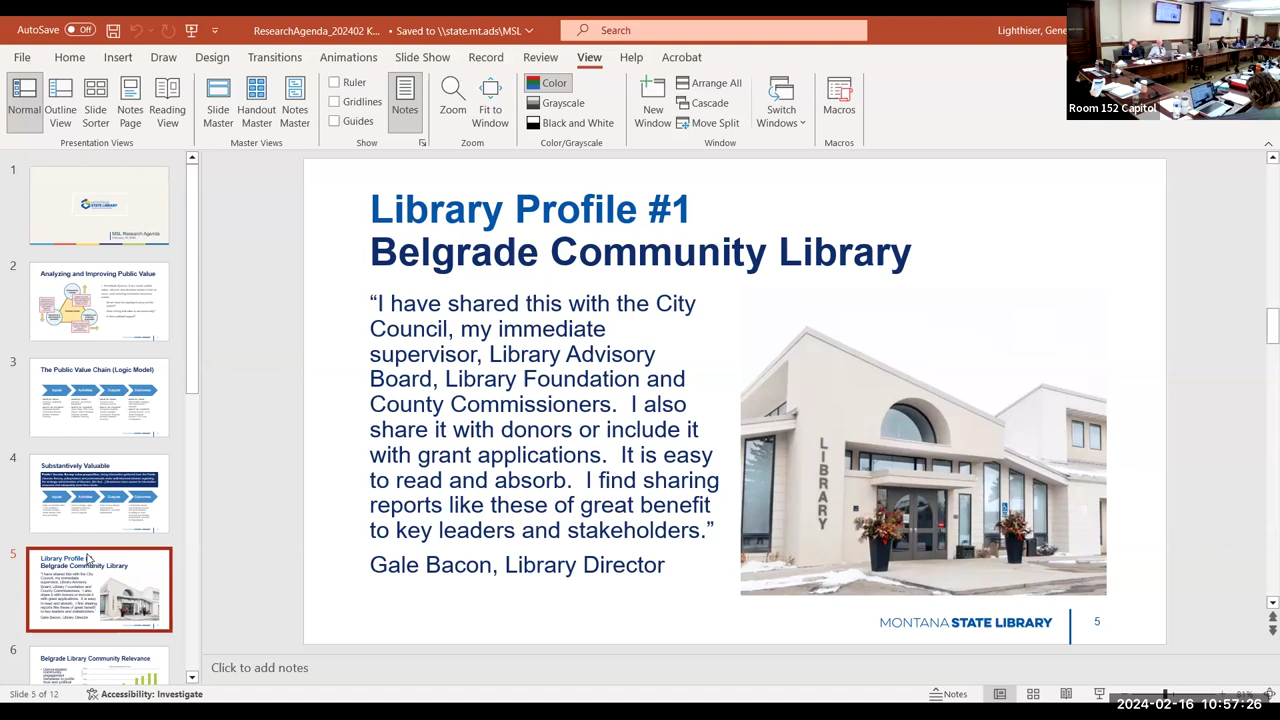 AutoSave Off
ResearchAgenda_202402 K... • Saved to \\state.mt.ads\MSL
Search
Lighthiser, Gene
Room 152 Capitol
File Home Insert Draw Design Transitions Animations Slide Show Record Review View Help Acrobat
Normal
Outline View
Slide Sorter
Notes Page
Reading View
Presentation Views
Slide Master
Handout Master
Notes Master
Master Views
Ruler
Gridlines
Guides
Show
Notes
Zoom
Fit to Window
Zoom
Color
Grayscale
Black and White
Color/Grayscale
New Window
Arrange All
Cascade
Move Split
Switch Windows
Window
Macros
Macros
1
STATE LIBRARY
MSL Research Agenda
2
Analyzing and Improving Public Value
3
The Public Value Chain (Logic Model)
4
Substantively Valuable
5
Library Profile
Belgrade Community Library
6
Belgrade Library Community Relevance
Library Profile #1
Belgrade Community Library
“I have shared this with the City
Council, my immediate
supervisor, Library Advisory
Board, Library Foundation and
County Commissioners. I also
share it with donors or include it
with grant applications. It is easy
to read and absorb. I find sharing
reports like these of great benefit
to key leaders and stakeholders.”
Gale Bacon, Library Director
LIBRARY
MONTANA STATE LIBRARY 5
Click to add notes
Slide 5 of 12 Accessibility: Investigate
Notes
81%
2024-02-16 10:57:26